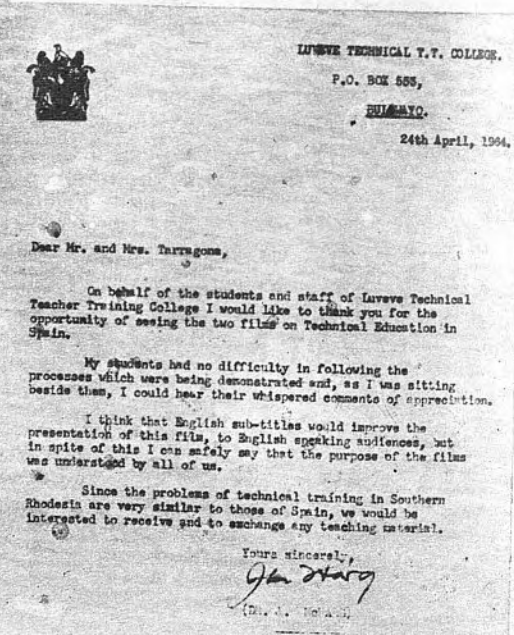 LUVEVE TECHNICAL T.T. COLLEGE.
P.O. BOX 553,
BULAWAYO.
24th April, 1964.
Dear Mr. and Mrs. Tarragona,
On behalf of the students and staff of Luveve Technical
Teacher Training College I would like to thank you for the
opportunity of seeing the two films on Technical Education in
Spain.
My students had no difficulty in following the
processes which were being demonstrated and, as I was sitting
beside them, I could hear their whispered comments of appreciation.
I think that English sub-titles would improve the
presentation of this film, to English speaking audiences, but
in spite of this I can safely say that the purpose of the films
was understood by all of us.
Since the problems of technical training in Southern
Rhodesia are very similar to those of Spain, we would be
interested to receive and to exchange any teaching material.
Yours sincerely,